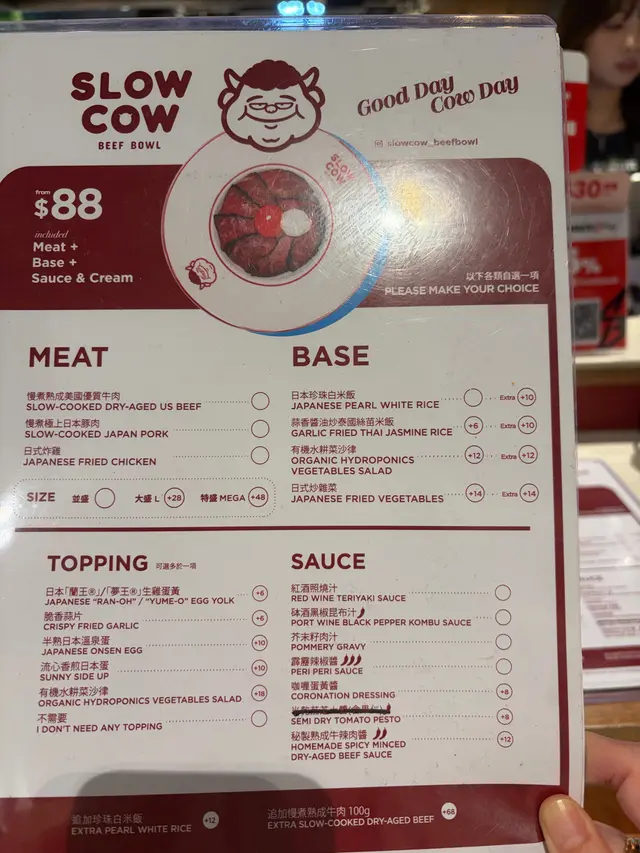 SLOW
COW
BEEF BOWL
Good Day
Cow Day
slowcow_beefbowl
SLOW
COW
from
$88
included
Meat +
Base +
Sauce & Cream
以下各類自選一項
PLEASE MAKE YOUR CHOICE
MEAT
慢煮熟成美國優質牛肉
SLOW-COOKED DRY-AGED US BEEF
慢煮極上日本豚肉
SLOW-COOKED JAPAN PORK
日式炸雞
JAPANESE FRIED CHICKEN
SIZE 並盛 大盛 L +28 特盛 MEGA +48
BASE
日本珍珠白米飯
JAPANESE PEARL WHITE RICE Extra +10
蒜香醬油炒泰國絲苗米飯
GARLIC FRIED THAI JASMINE RICE +6 Extra +10
有機水耕菜沙律
ORGANIC HYDROPONICS +12 Extra +12
VEGETABLES SALAD
日式炒雜菜
JAPANESE FRIED VEGETABLES +14 Extra +14
TOPPING 可選多於一項
日本「蘭王®」/「夢王®」生雞蛋黃
JAPANESE "RAN-OH" / "YUME-O" EGG YOLK +6
脆香蒜片
CRISPY FRIED GARLIC +6
半熟日本溫泉蛋
JAPANESE ONSEN EGG +10
流心香煎日本蛋
SUNNY SIDE UP +10
有機水耕菜沙律
ORGANIC HYDROPONICS VEGETABLES SALAD +18
不需要
I DON'T NEED ANY TOPPING
SAUCE
紅酒照燒汁
RED WINE TERIYAKI SAUCE
砵酒黑椒昆布汁
PORT WINE BLACK PEPPER KOMBU SAUCE
芥末籽肉汁
POMMERY GRAVY
霹靂辣椒醬
PERI PERI SAUCE
咖喱蛋黃醬
CORONATION DRESSING +8
SEMI DRY TOMATO PESTO +8
秘製熟成牛辣肉醬
HOMEMADE SPICY MINCED +12
DRY-AGED BEEF SAUCE
追加珍珠白米飯
EXTRA PEARL WHITE RICE +12
追加慢煮熟成牛肉 100g
EXTRA SLOW-COOKED DRY-AGED BEEF +68